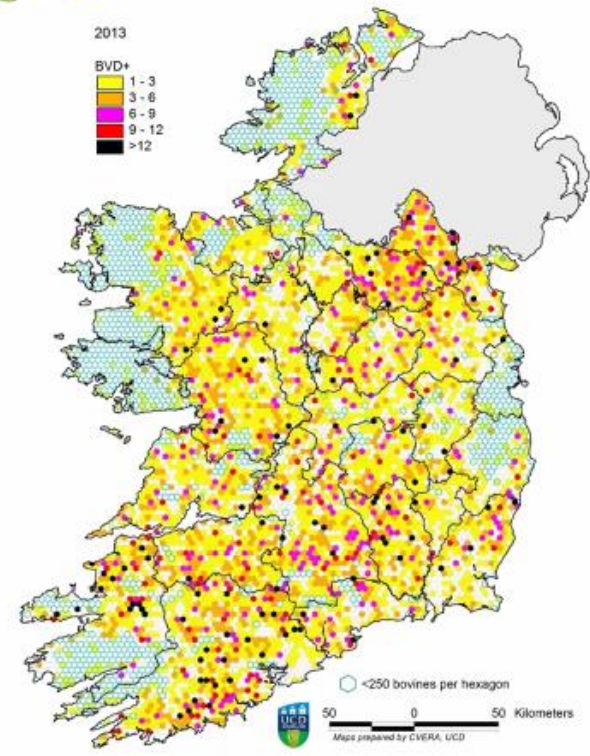 2013
BVD+
1 - 3
3 - 6
6 - 9
9 - 12
>12
<250 bovines per hexagon
UCD
50 0 50 Kilometers
Maps prepared by CVERA, UCD